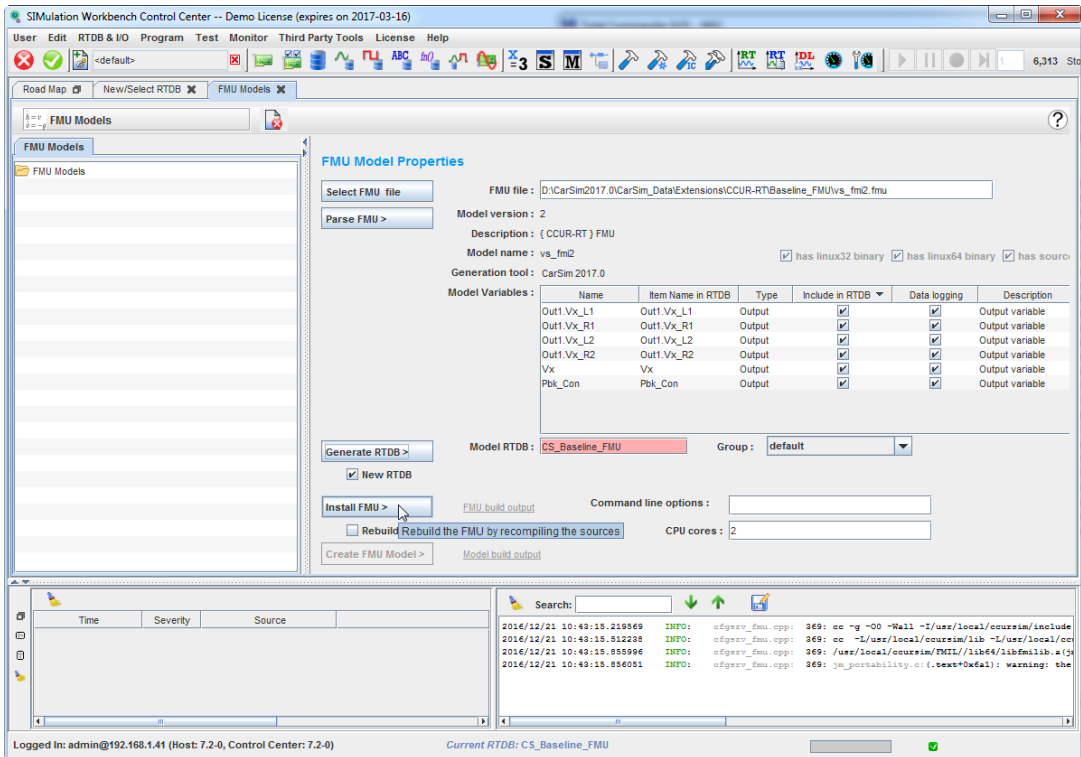 SIMulation Workbench Control Center -- Demo License (expires on 2017-03-16)
User Edit RTDB & I/O Program Test Monitor Third Party Tools License Help
<default> ABC 3 S M IC RT RT DL 1 6,313 Sto
Road Map New/Select RTDB FMU Models
FMU Models ?
FMU Models
FMU Models
FMU Model Properties
Select FMU file FMU file : D:\CarSim2017.0\CarSim_Data\Extensions\CCUR-RT\Baseline_FMU\vs_fmi2.fmu
Parse FMU > Model version : 2
Description : { CCUR-RT } FMU
Model name : vs_fmi2 has linux32 binary has linux64 binary has source
Generation tool : CarSim 2017.0
Model Variables : Name Item Name in RTDB Type Include in RTDB Data logging Description
Out1.Vx_L1 Out1.Vx_L1 Output Output variable
Out1.Vx_R1 Out1.Vx_R1 Output Output variable
Out1.Vx_L2 Out1.Vx_L2 Output Output variable
Out1.Vx_R2 Out1.Vx_R2 Output Output variable
Vx Vx Output Output variable
Pbk_Con Pbk_Con Output Output variable
Generate RTDB > Model RTDB : CS_Baseline_FMU Group : default
New RTDB
Install FMU > FMU build output Command line options :
Rebuild Rebuild the FMU by recompiling the sources CPU cores : 2
Create FMU Model > Model build output
Search:
Time Severity Source
2016/12/21 10:43:15.219569 INFO: cfgsrv_fmu.cpp: 369: cc -g -O0 -Wall -I/usr/local/ccursim/include
2016/12/21 10:43:15.512238 INFO: cfgsrv_fmu.cpp: 369: cc -L/usr/local/ccursim/lib -L/usr/local/ccu
2016/12/21 10:43:15.855996 INFO: cfgsrv_fmu.cpp: 369: /usr/local/ccursim/FMIL//lib64/libfmilib.a(jm
2016/12/21 10:43:15.856051 INFO: cfgsrv_fmu.cpp: 369: jm_portability.c:(.text+0x6a1): warning: the
Logged In: admin@192.168.1.41 (Host: 7.2-0, Control Center: 7.2-0) Current RTDB: CS_Baseline_FMU